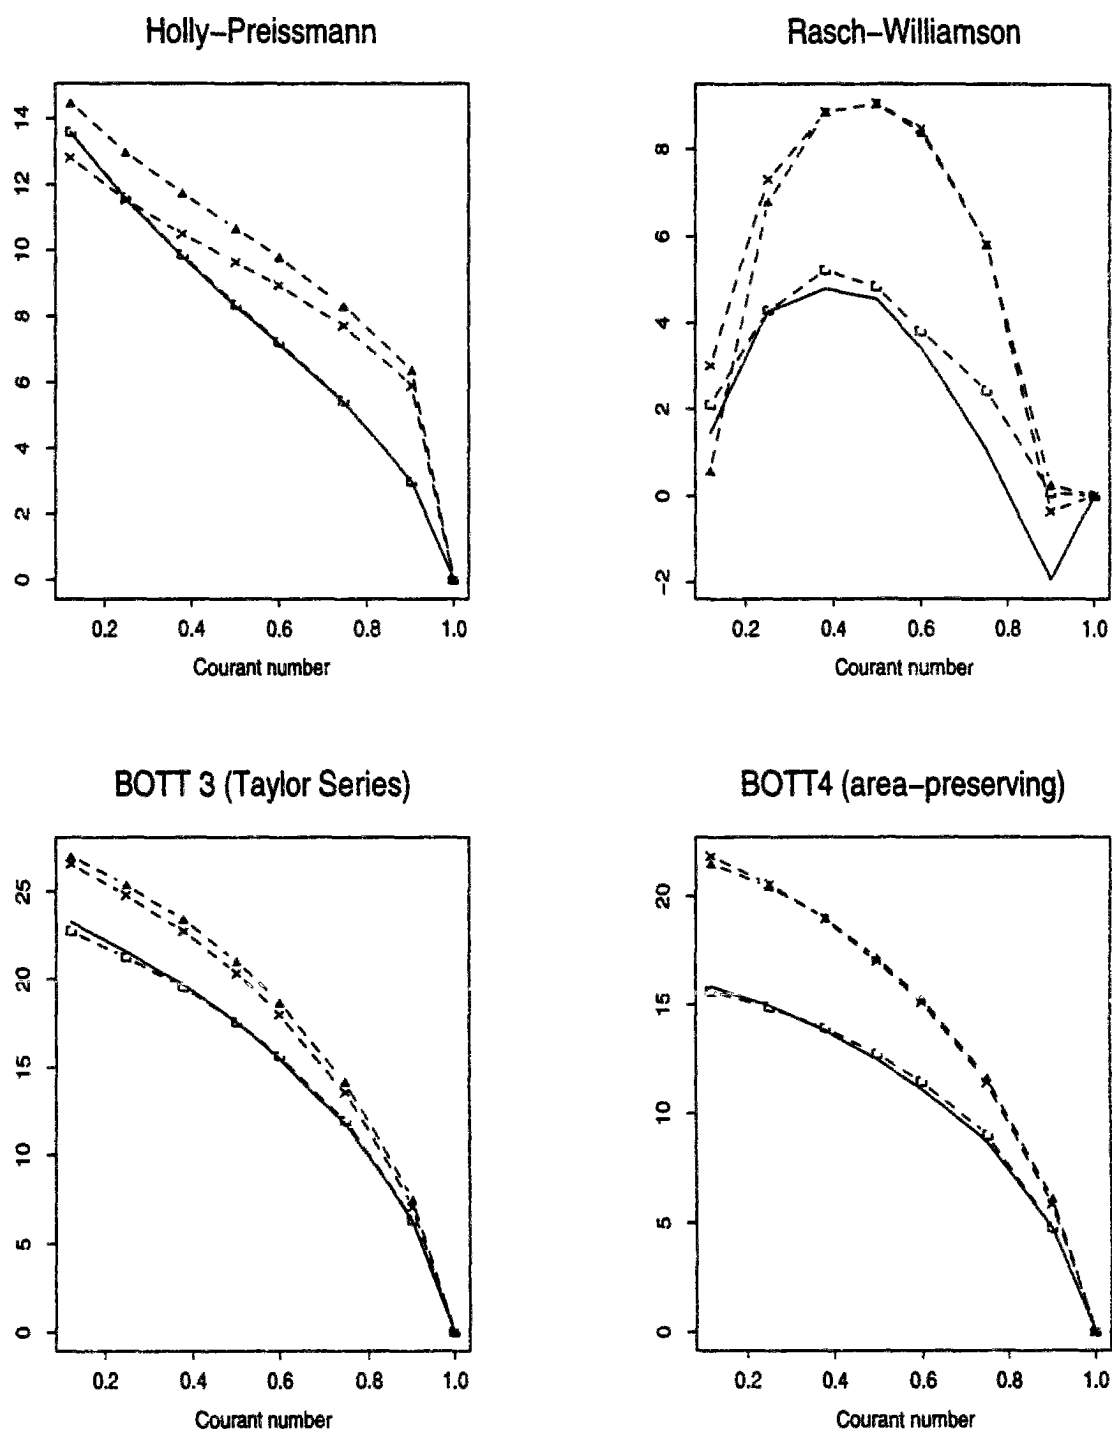 Holly-Preissmann
14
12
10
8
6
4
2
0
0.2 0.4 0.6 0.8 1.0
Courant number
Rasch-Williamson
8
6
4
2
0
-2
0.2 0.4 0.6 0.8 1.0
Courant number
BOTT 3 (Taylor Series)
25
20
15
10
5
0
0.2 0.4 0.6 0.8 1.0
Courant number
BOTT4 (area-preserving)
20
15
10
5
0
0.2 0.4 0.6 0.8 1.0
Courant number